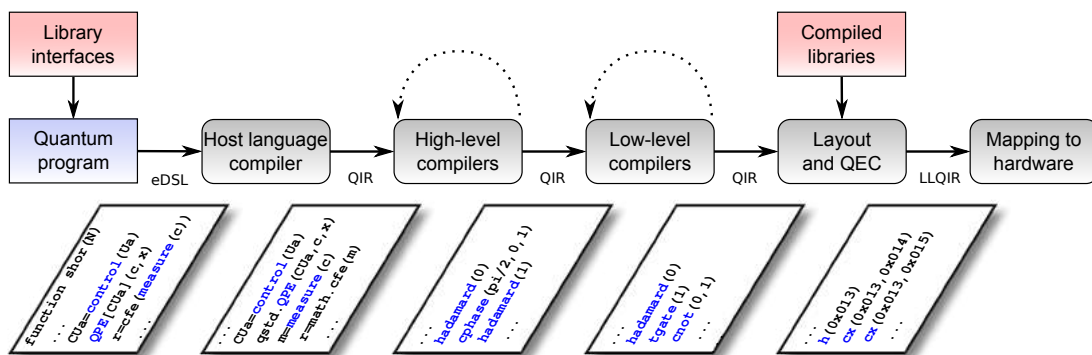 Library
interfaces
Compiled
libraries
Quantum
program
Host language
compiler
High-level
compilers
Low-level
compilers
Layout
and QEC
Mapping to
hardware
eDSL
QIR
QIR
QIR
LLQIR
function shor(N)
...
CUa=control(Ua)
QPE[CUa](c,x)
r=cfe(measure(c))
...
...
CUa=control(Ua)
qstd.QPE(CUa,c,x)
m=measure(c)
r=math.cfe(m)
...
...
hadamard(0)
cphase(pi/2,0,1)
hadamard(1)
...
...
hadamard(0)
tgate(1)
cnot(0,1)
...
...
h(0x013)
cx(0x013,0x014)
cx(0x013,0x015)
...